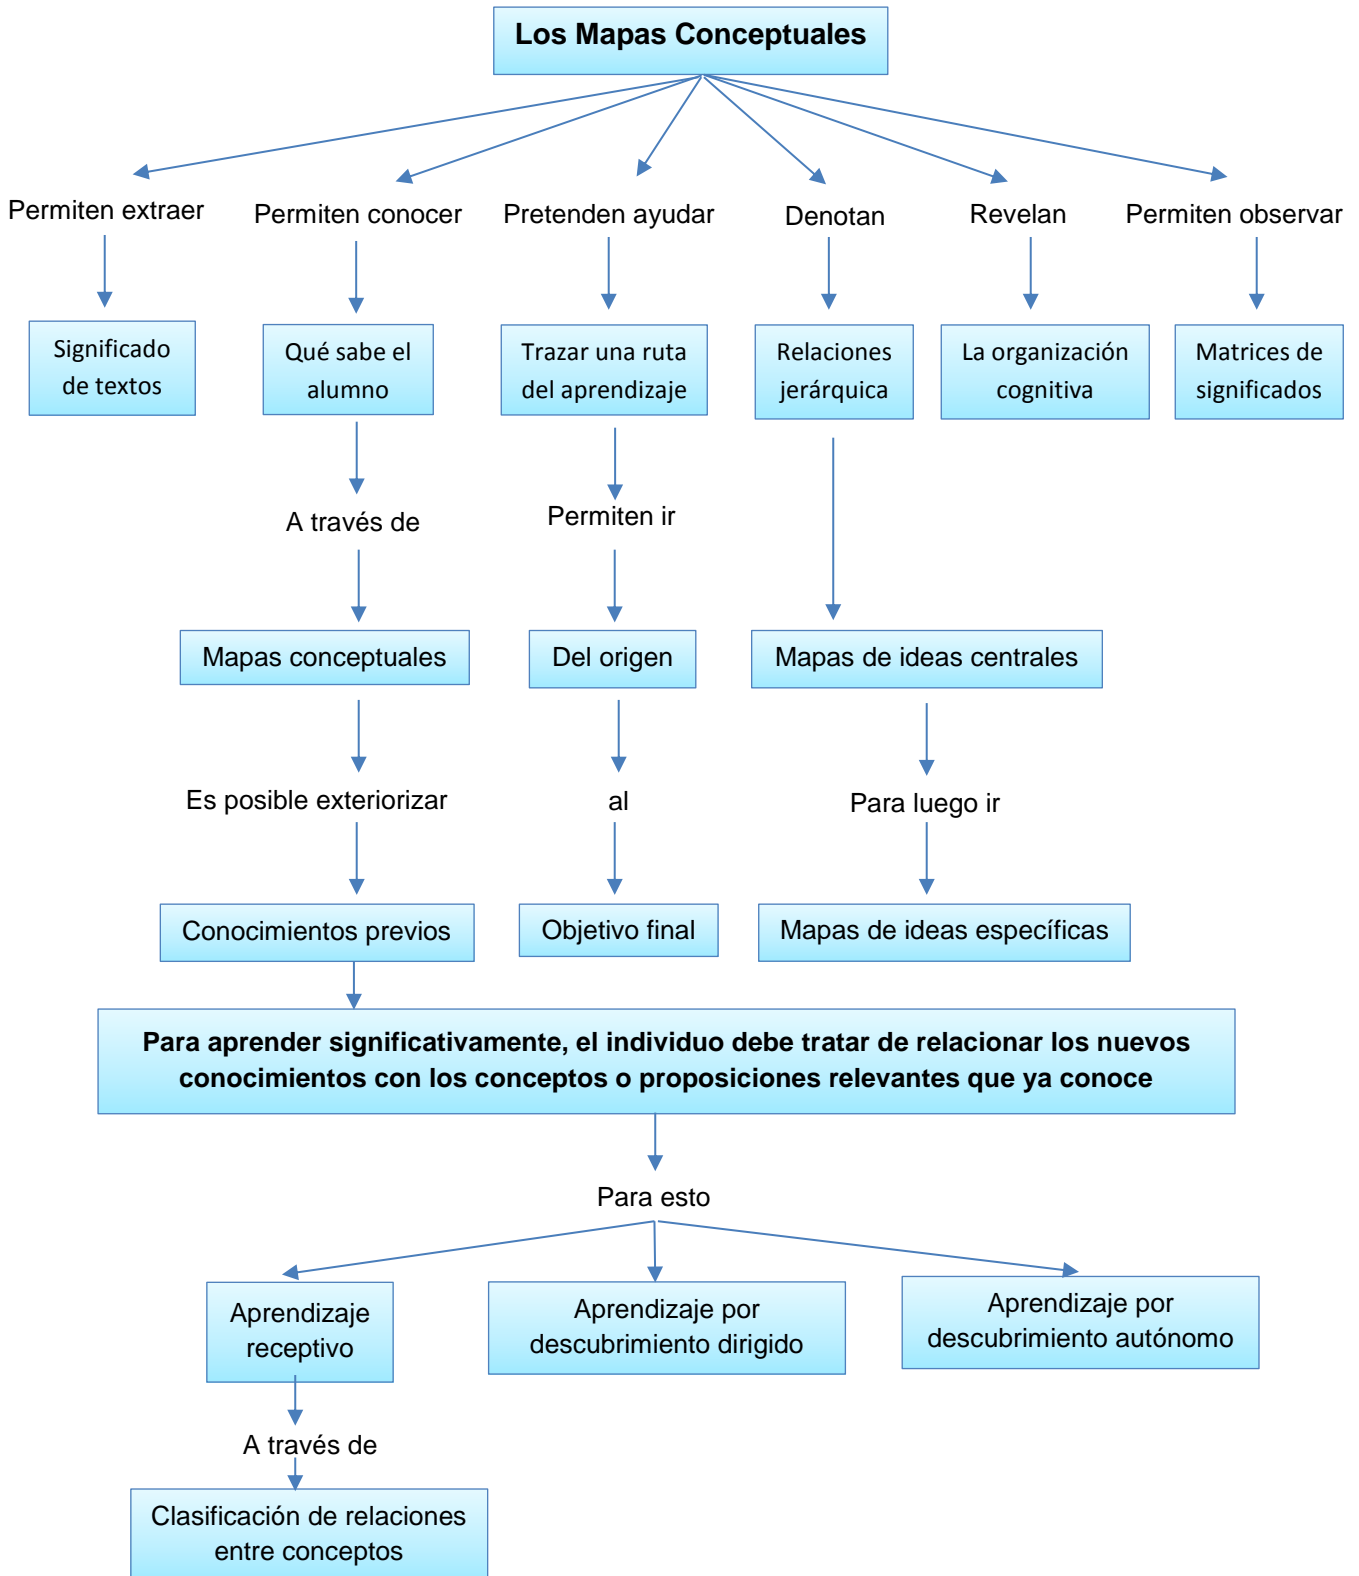 Los Mapas Conceptuales
Permiten extraer
Permiten conocer
Pretenden ayudar
Denotan
Revelan
Permiten observar
Significado
de textos
Qué sabe el
alumno
Trazar una ruta
del aprendizaje
Relaciones
jerárquica
La organización
cognitiva
Matrices de
significados
A través de
Permiten ir
Mapas conceptuales
Del origen
Mapas de ideas centrales
Es posible exteriorizar
al
Para luego ir
Conocimientos previos
Objetivo final
Mapas de ideas específicas
Para aprender significativamente, el individuo debe tratar de relacionar los nuevos
conocimientos con los conceptos o proposiciones relevantes que ya conoce
Para esto
Aprendizaje
receptivo
Aprendizaje por
descubrimiento dirigido
Aprendizaje por
descubrimiento autónomo
A través de
Clasificación de relaciones
entre conceptos